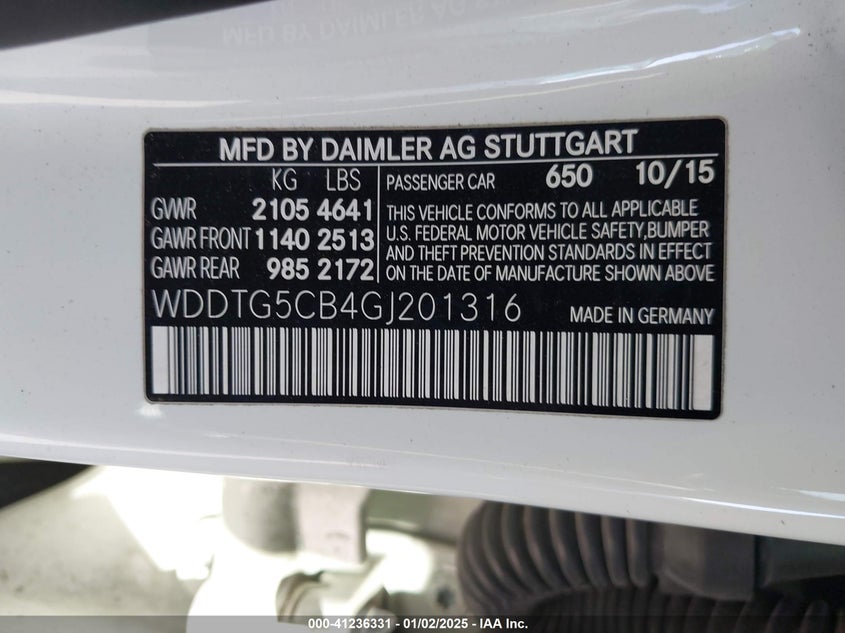 MFD BY DAIMLER AG STUTTGART
KG LBS
GVWR 2105 4641
GAWR FRONT 1140 2513
GAWR REAR 985 2172
PASSENGER CAR 650 10/15
THIS VEHICLE CONFORMS TO ALL APPLICABLE
U.S. FEDERAL MOTOR VEHICLE SAFETY,BUMPER
AND THEFT PREVENTION STANDARDS IN EFFECT
ON THE DATE OF MANUFACTURE SHOWN ABOVE
WDDTG5CB4GJ201316 MADE IN GERMANY
000-41236331 - 01/02/2025 - IAA Inc.